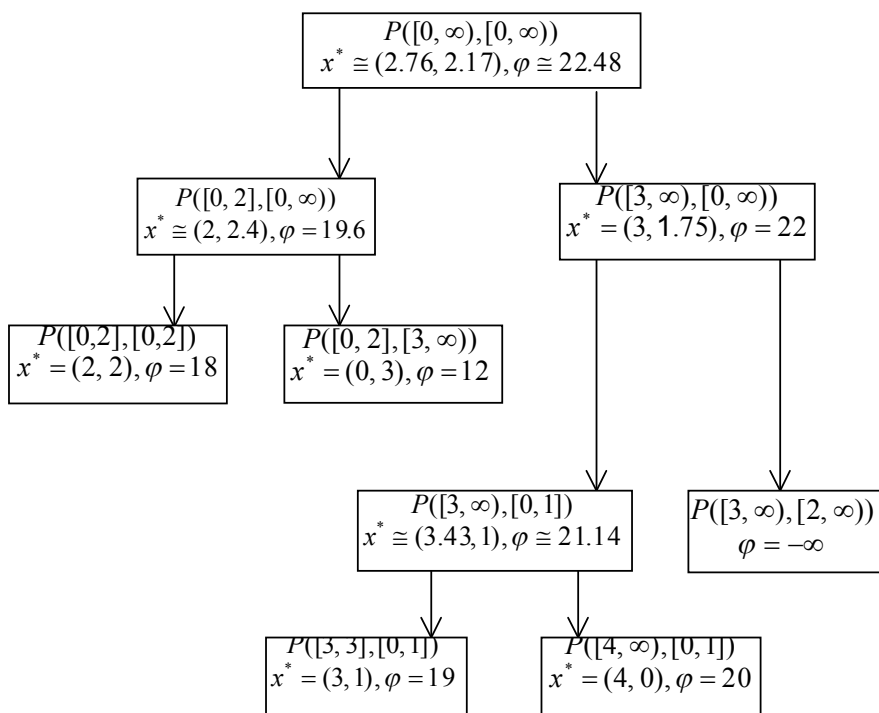 P([0, ∞),[0, ∞))
x* ≅ (2.76, 2.17), φ ≅ 22.48
P([0, 2],[0, ∞))
x* ≅ (2, 2.4), φ = 19.6
P([3, ∞),[0, ∞))
x* = (3, 1.75), φ = 22
P([0,2],[0,2])
x* = (2, 2), φ = 18
P([0, 2],[3, ∞))
x* = (0, 3), φ = 12
P([3, ∞),[0, 1])
x* ≅ (3.43, 1), φ ≅ 21.14
P([3, ∞),[2, ∞))
φ = −∞
P([3, 3],[0, 1])
x* = (3, 1), φ = 19
P([4, ∞),[0, 1])
x* = (4, 0), φ = 20